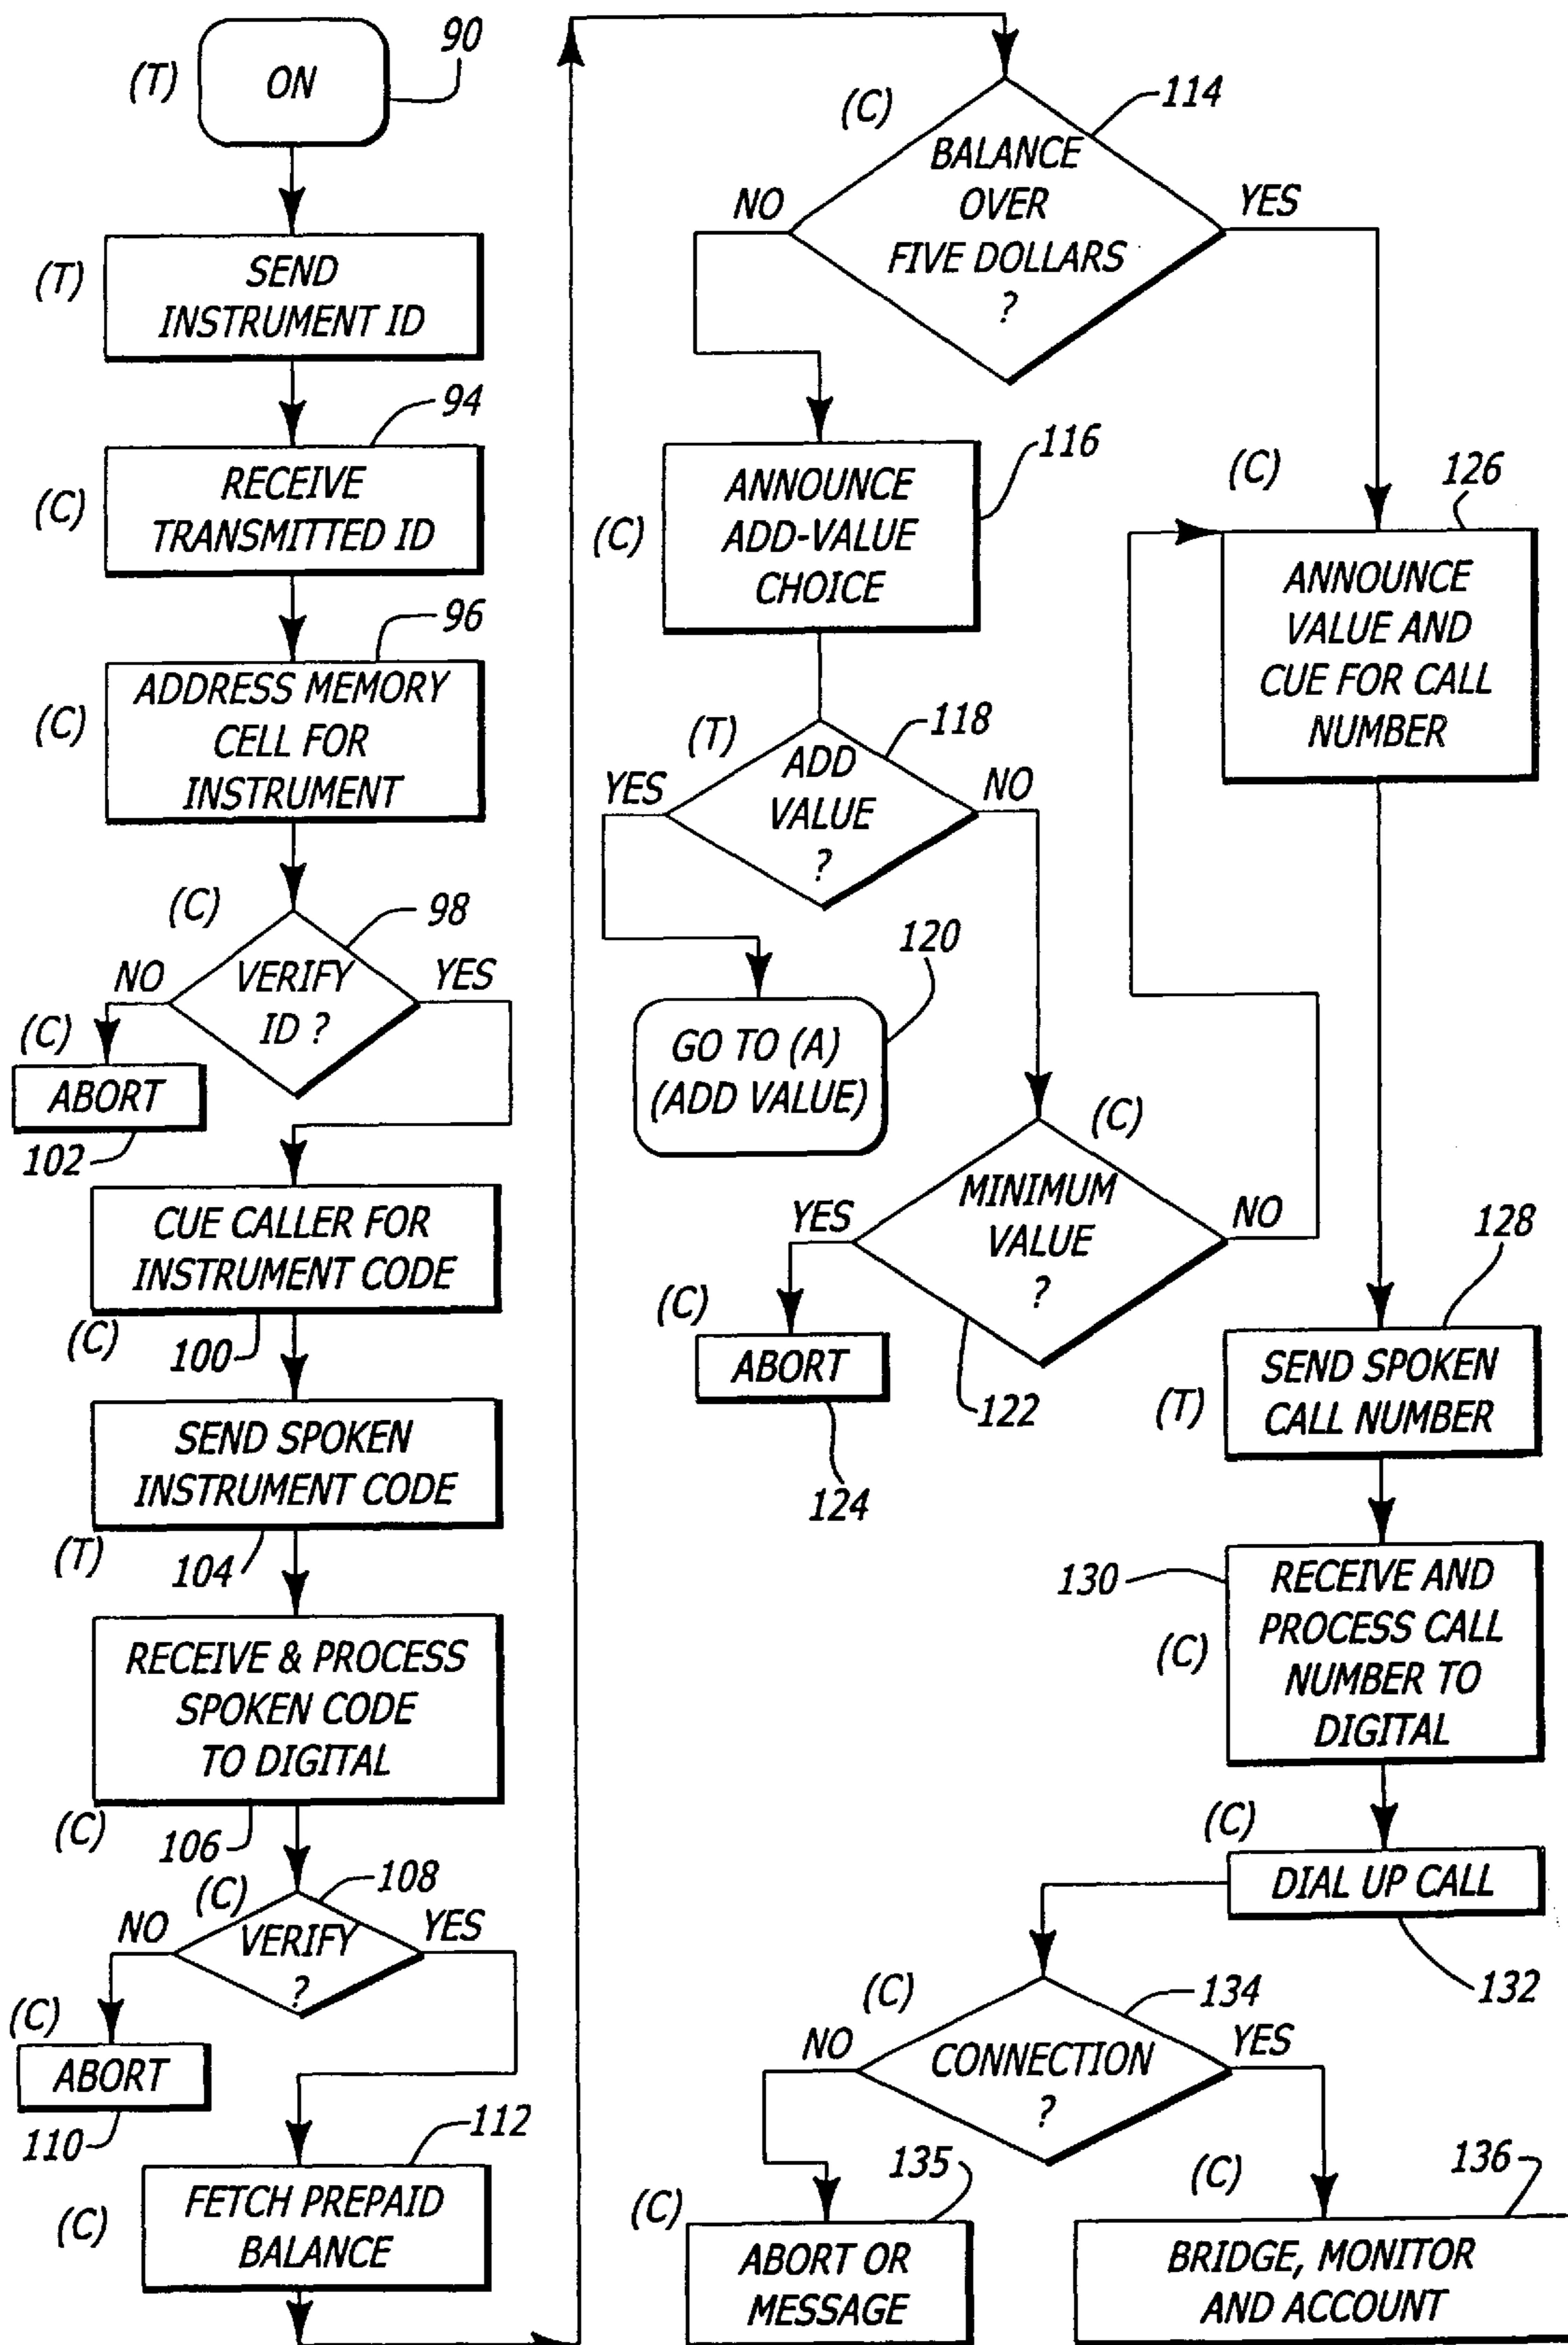 90
(T)
ON
(T)
SEND
INSTRUMENT ID
94
(C)
RECEIVE
TRANSMITTED ID
96
(C)
ADDRESS MEMORY
CELL FOR
INSTRUMENT
(C)
98
NO
VERIFY
ID ?
YES
(C)
ABORT
102
CUE CALLER FOR
INSTRUMENT CODE
(C)
100
SEND SPOKEN
INSTRUMENT CODE
(T)
104
RECEIVE & PROCESS
SPOKEN CODE
TO DIGITAL
(C)
106
(C)
108
NO
VERIFY
?
YES
(C)
ABORT
110
112
(C)
FETCH PREPAID
BALANCE
(C)
114
BALANCE
OVER
FIVE DOLLARS
?
NO
YES
116
(C)
ANNOUNCE
ADD-VALUE
CHOICE
(T)
118
YES
ADD
VALUE
?
NO
120
GO TO (A)
(ADD VALUE)
(C)
YES
MINIMUM
VALUE
?
NO
122
(C)
ABORT
124
(C)
126
ANNOUNCE
VALUE AND
CUE FOR CALL
NUMBER
128
(T)
SEND SPOKEN
CALL NUMBER
130
(C)
RECEIVE AND
PROCESS CALL
NUMBER TO
DIGITAL
(C)
DIAL UP CALL
132
(C)
134
NO
CONNECTION
?
YES
135
(C)
ABORT OR
MESSAGE
(C)
136
BRIDGE, MONITOR
AND ACCOUNT